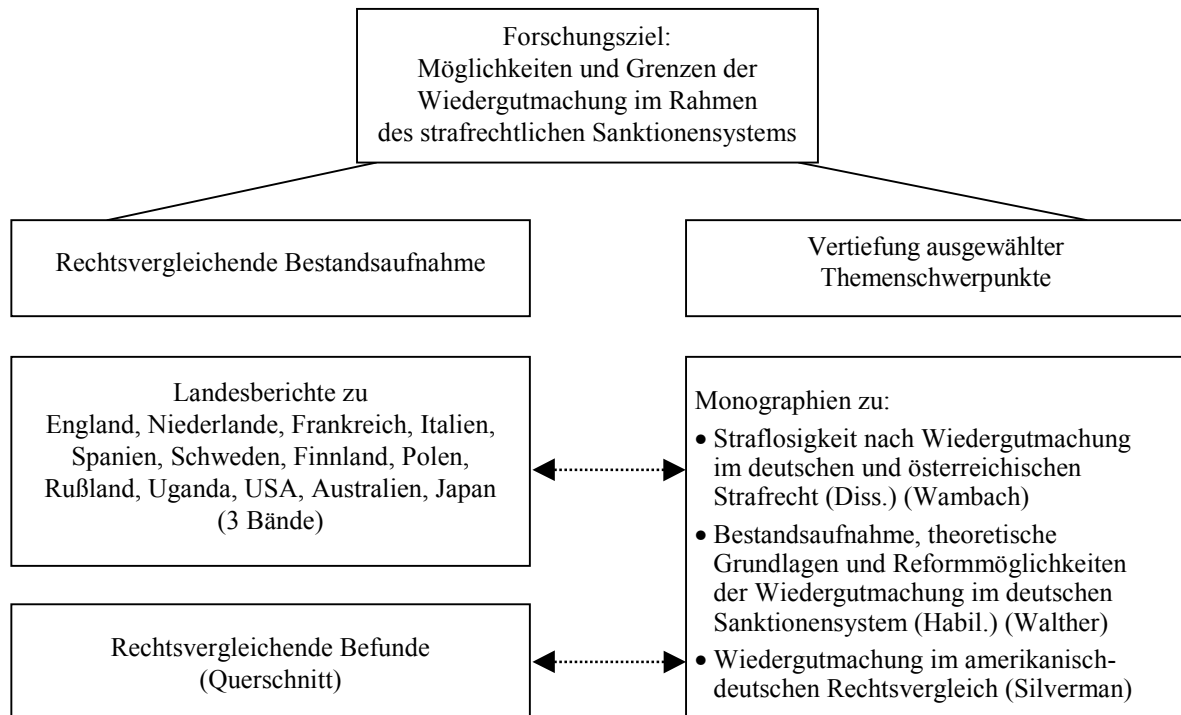 Forschungsziel:
Möglichkeiten und Grenzen der
Wiedergutmachung im Rahmen
des strafrechtlichen Sanktionensystems
Rechtsvergleichende Bestandsaufnahme
Vertiefung ausgewählter
Themenschwerpunkte
Landesberichte zu
England, Niederlande, Frankreich, Italien,
Spanien, Schweden, Finnland, Polen,
Rußland, Uganda, USA, Australien, Japan
(3 Bände)
Rechtsvergleichende Befunde
(Querschnitt)
Monographien zu:
• Straflosigkeit nach Wiedergutmachung
im deutschen und österreichischen
Strafrecht (Diss.) (Wambach)
• Bestandsaufnahme, theoretische
Grundlagen und Reformmöglichkeiten
der Wiedergutmachung im deutschen
Sanktionensystem (Habil.) (Walther)
• Wiedergutmachung im amerikanisch-
deutschen Rechtsvergleich (Silverman)